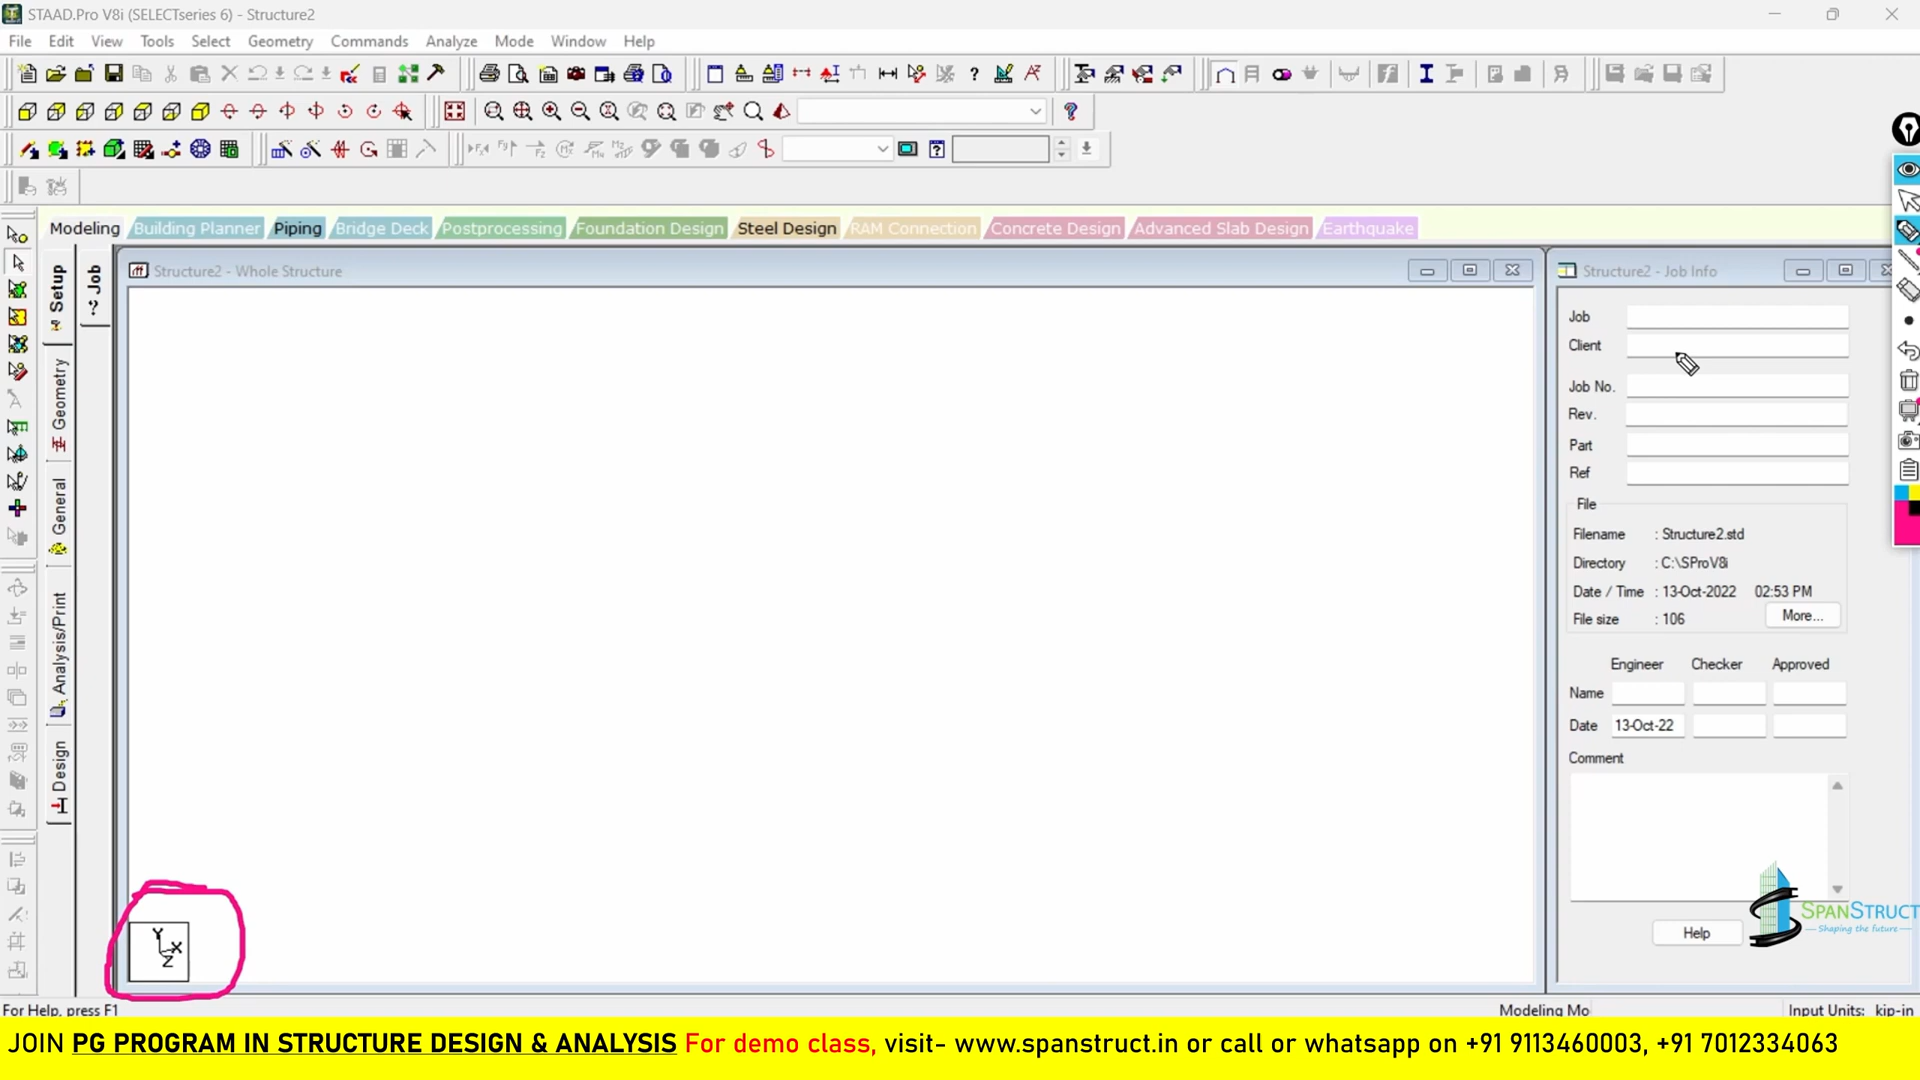 STAAD.Pro V8i (SELECTseries 6) - Structure2
File Edit View Tools Select Geometry Commands Analyze Mode Window Help
Modeling Building Planner Piping Bridge Deck Postprocessing Foundation Design Steel Design RAM Connection Concrete Design Advanced Slab Design Earthquake
Setup
Geometry
General
Analysis/Print
Design
Job
Structure2 - Whole Structure
Y
X
Z
Structure2 - Job Info
Job
Client
Job No.
Rev.
Part
Ref
File
Filename : Structure2.std
Directory : C:\SProV8i
Date / Time : 13-Oct-2022 02:53 PM
File size : 106 More...
Engineer Checker Approved
Name
Date 13-Oct-22
Comment
SPANSTRUCT
Shaping the future
Help
For Help, press F1 Modeling Mo Input Units: kip-in
JOIN PG PROGRAM IN STRUCTURE DESIGN & ANALYSIS For demo class, visit- www.spanstruct.in or call or whatsapp on +91 9113460003, +91 7012334063